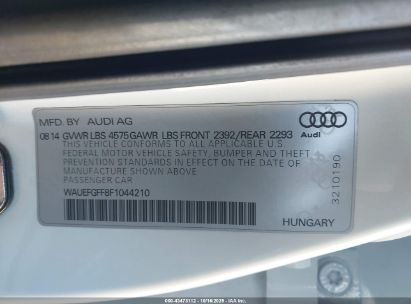 MFD. BY AUDI AG
08 14 GVWR LBS 4575 GAWR LBS FRONT 2392/REAR 2293
THIS VEHICLE CONFORMS TO ALL APPLICABLE U.S.
FEDERAL MOTOR VEHICLE SAFETY, BUMPER AND THEFT
PREVENTION STANDARDS IN EFFECT ON THE DATE OF
MANUFACTURE SHOWN ABOVE
PASSENGER CAR
WAUEFGFF8F1044210
Audi
3210190
HUNGARY